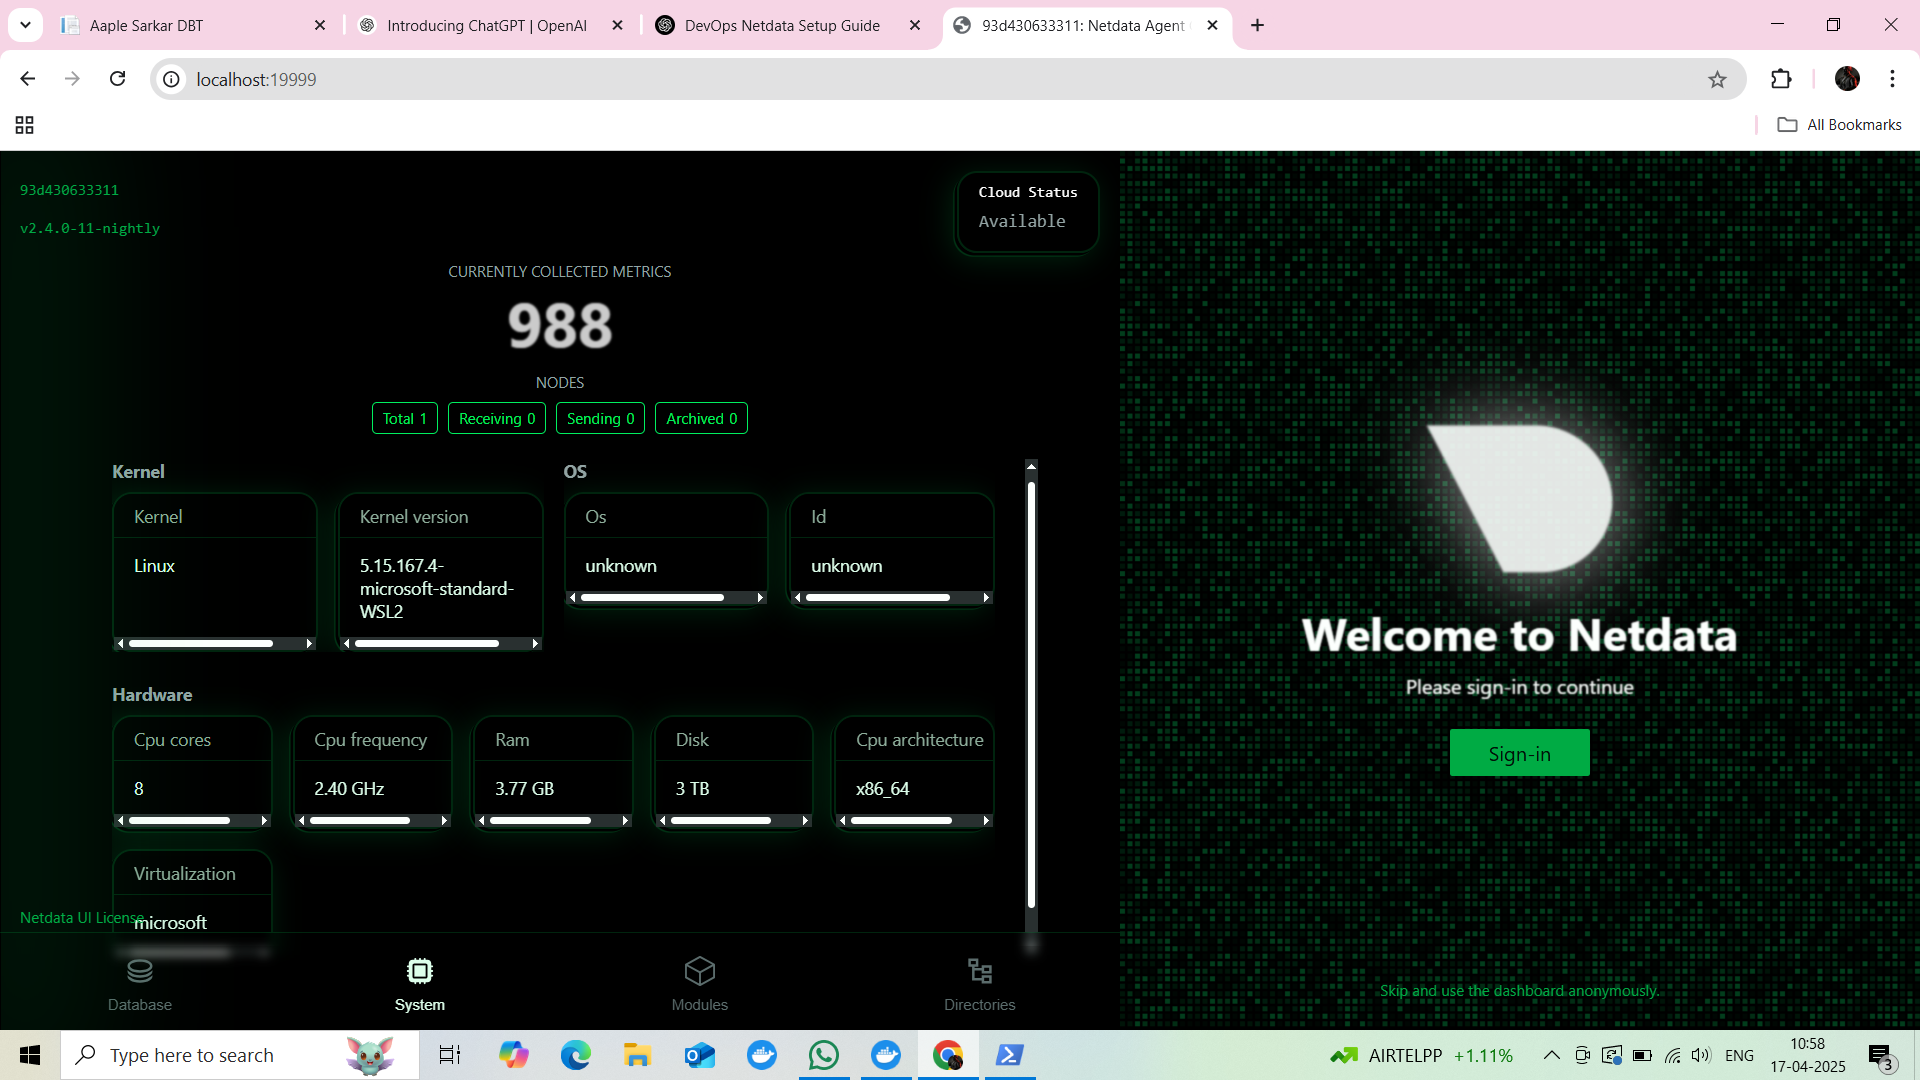 Aaple Sarkar DBT
Introducing ChatGPT | OpenAI
DevOps Netdata Setup Guide
93d430633311: Netdata Agent
localhost:19999
All Bookmarks
93d430633311
v2.4.0-11-nightly
Cloud Status
Available
CURRENTLY COLLECTED METRICS
988
NODES
Total 1
Receiving 0
Sending 0
Archived 0
Kernel
OS
Kernel
Linux
Kernel version
5.15.167.4-
microsoft-standard-
WSL2
Os
unknown
Id
unknown
Hardware
Cpu cores
8
Cpu frequency
2.40 GHz
Ram
3.77 GB
Disk
3 TB
Cpu architecture
x86_64
Virtualization
microsoft
Netdata UI License
Database
System
Modules
Directories
Welcome to Netdata
Please sign-in to continue
Sign-in
Skip and use the dashboard anonymously.
Type here to search
AIRTELPP +1.11%
ENG
10:58
17-04-2025
3